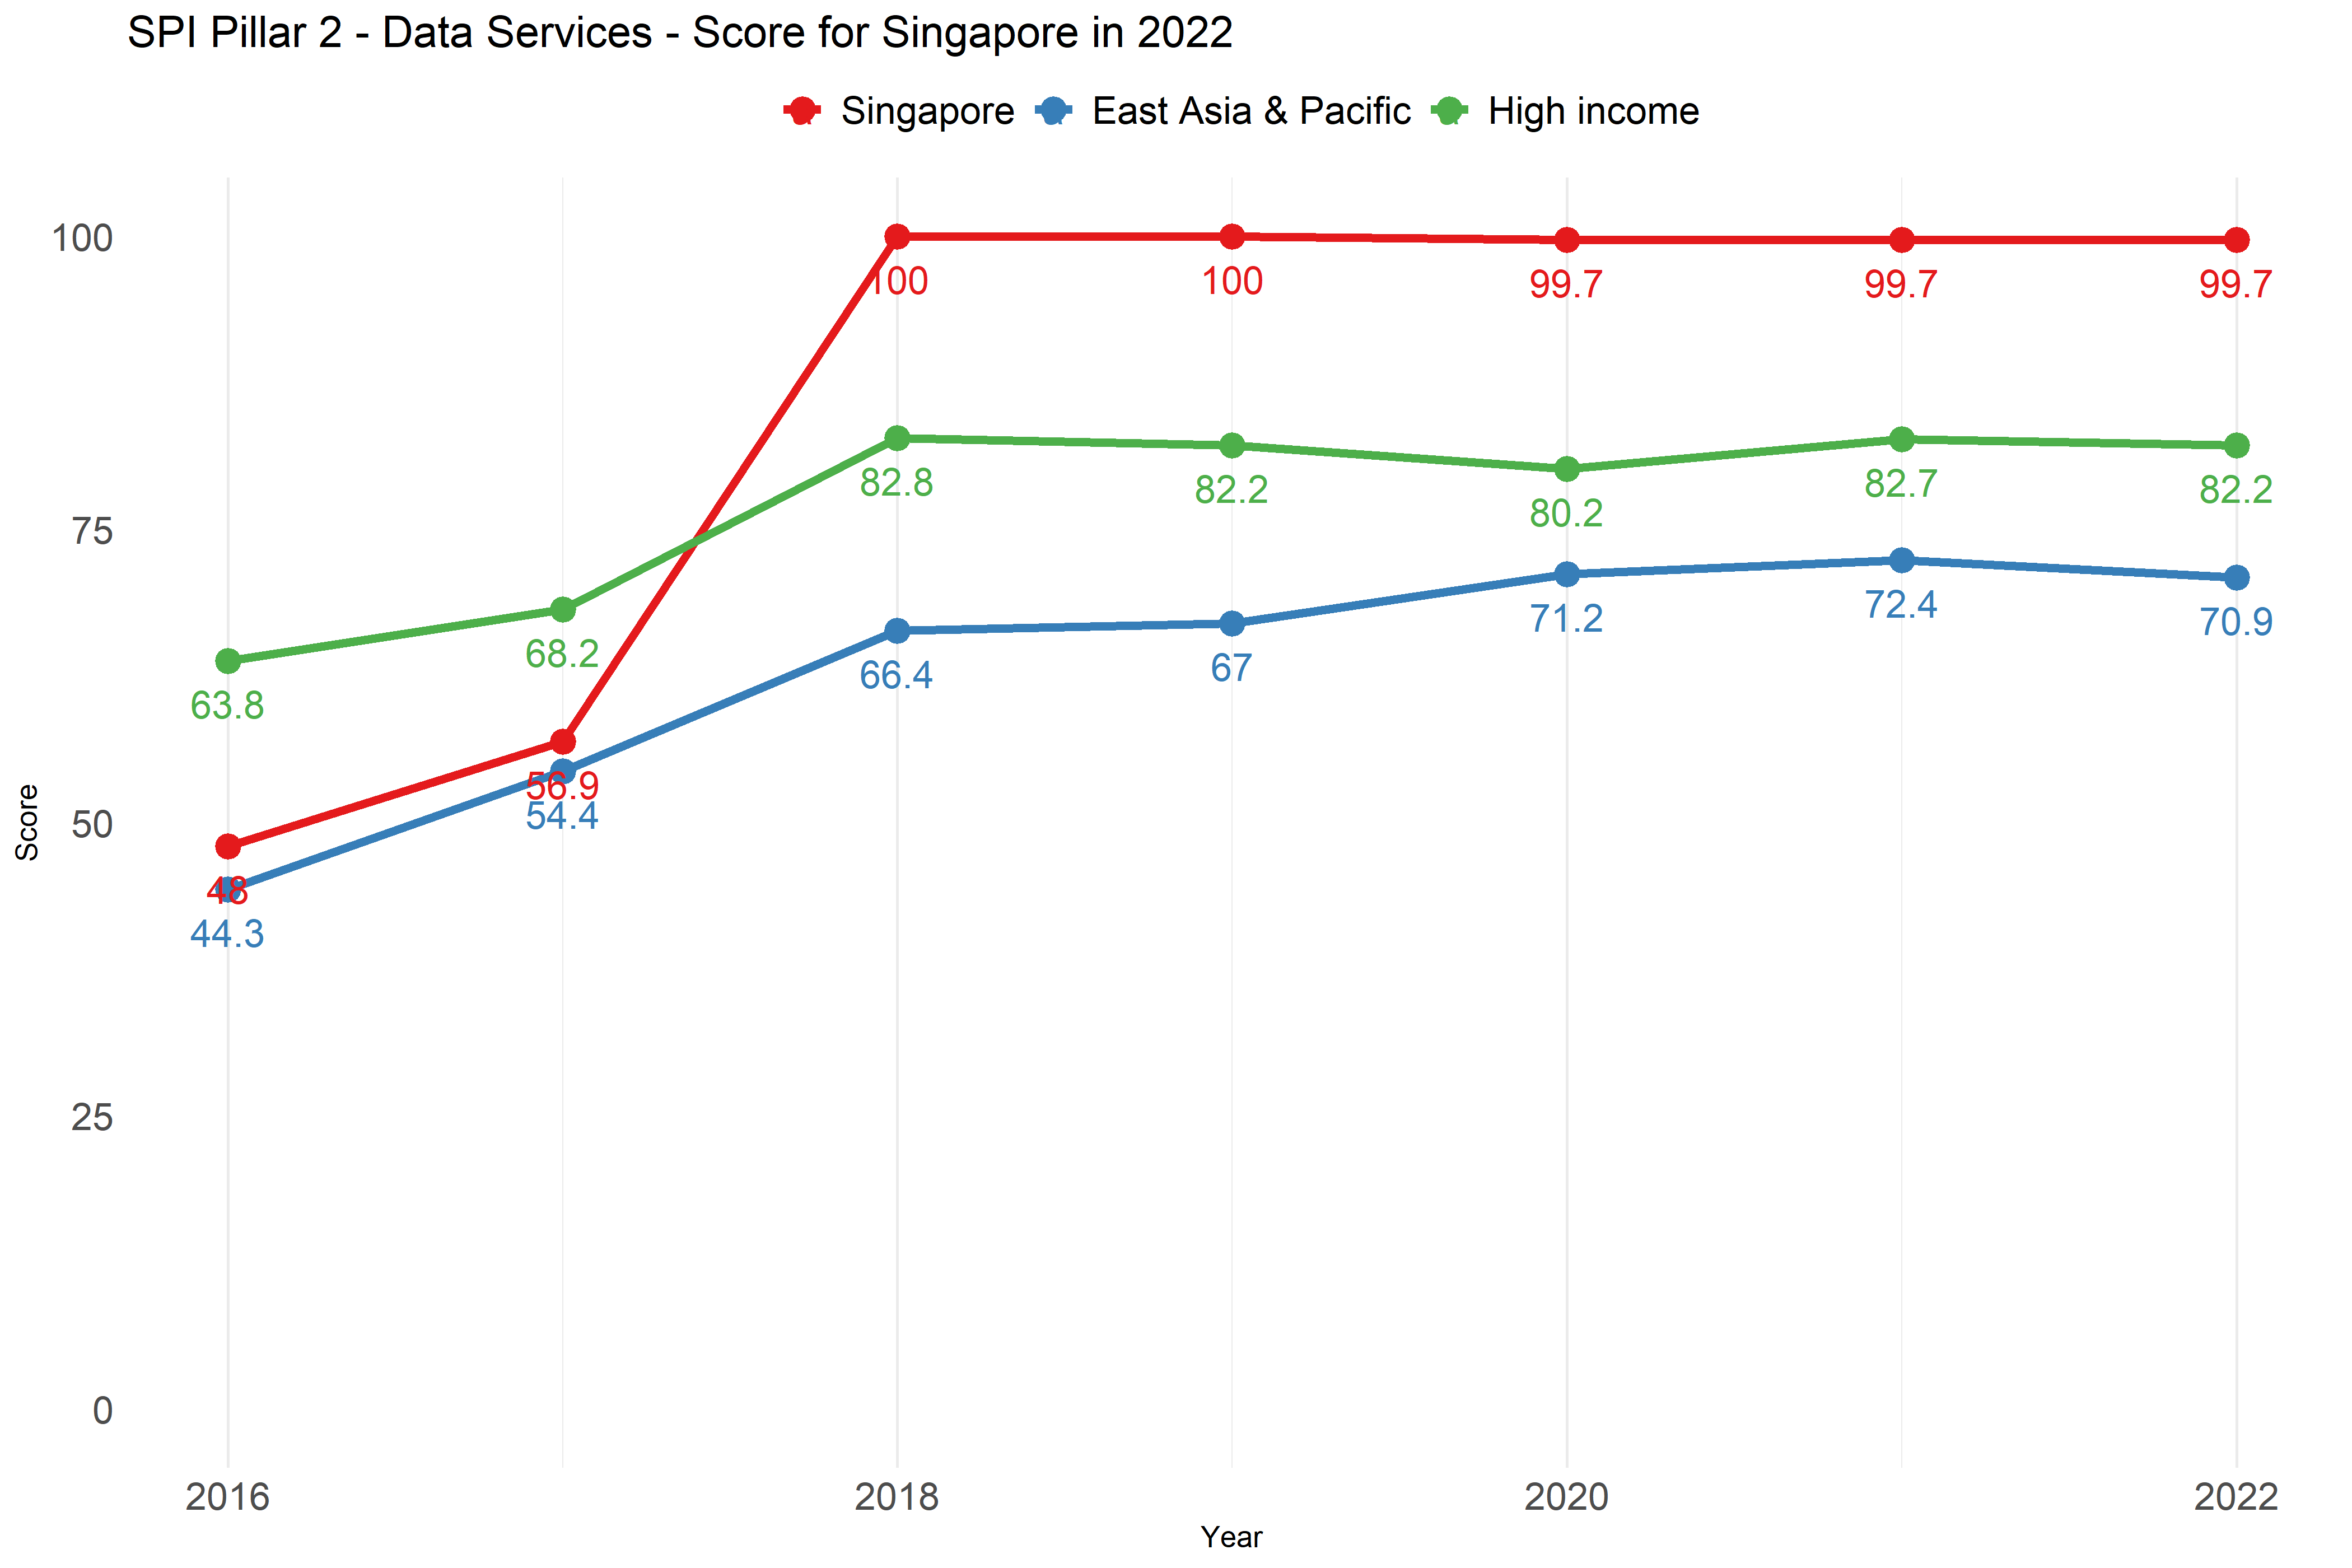 SPI Pillar 2 - Data Services - Score for Singapore in 2022
Singapore East Asia & Pacific High income
100
75
50
25
0
Score
100 100 99.7 99.7 99.7
82.8 82.2 80.2 82.7 82.2
63.8 68.2
66.4 67 71.2 72.4 70.9
48 56.9
44.3 54.4
2016 2018 2020 2022
Year